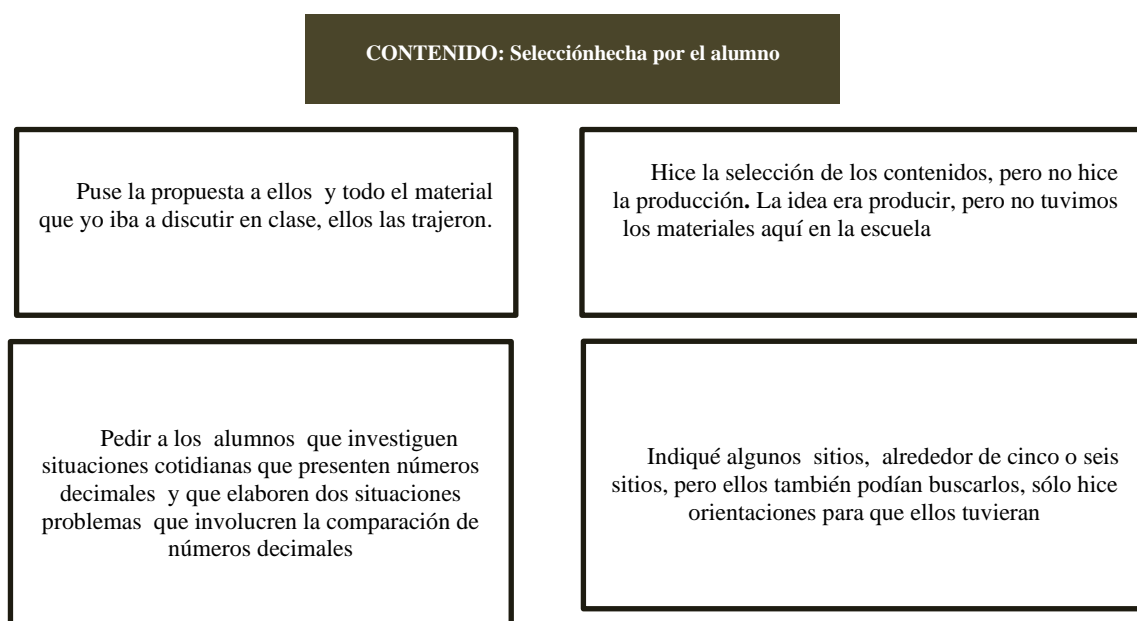 CONTENIDO: Selecciónhecha por el alumno
Puse la propuesta a ellos y todo el material
que yo iba a discutir en clase, ellos las trajeron.
Hice la selección de los contenidos, pero no hice
la producción. La idea era producir, pero no tuvimos
los materiales aquí en la escuela
Pedir a los alumnos que investiguen
situaciones cotidianas que presenten números
decimales y que elaboren dos situaciones
problemas que involucren la comparación de
números decimales
Indiqué algunos sitios, alrededor de cinco o seis
sitios, pero ellos también podían buscarlos, sólo hice
orientaciones para que ellos tuvieran